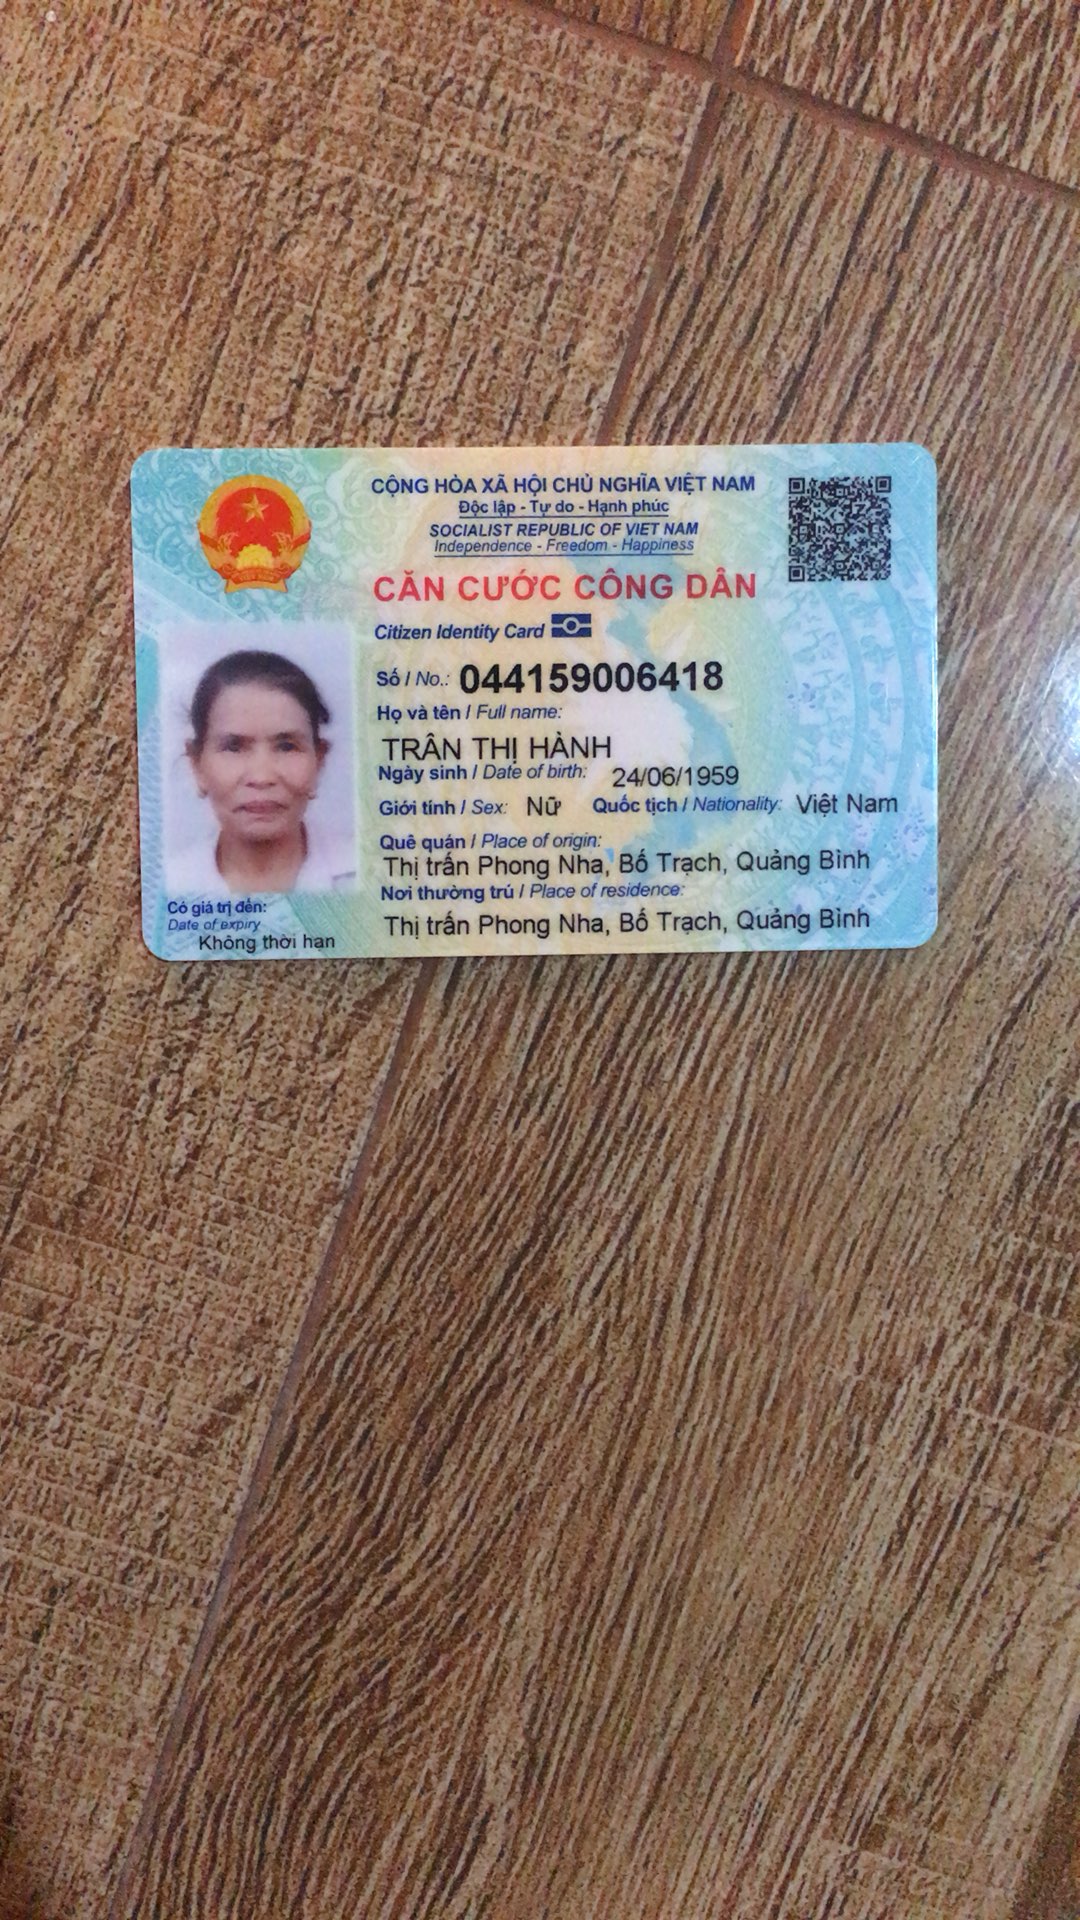 CỘNG HÒA XÃ HỘI CHỦ NGHĨA VIỆT NAM
Độc lập - Tự do - Hạnh phúc
SOCIALIST REPUBLIC OF VIET NAM
Independence - Freedom - Happiness
CĂN CƯỚC CÔNG DÂN
Citizen Identity Card
Số / No.: 044159006418
Họ và tên / Full name:
TRẦN THỊ HÀNH
Ngày sinh / Date of birth: 24/06/1959
Giới tính / Sex: Nữ Quốc tịch / Nationality: Việt Nam
Quê quán / Place of origin:
Thị trấn Phong Nha, Bố Trạch, Quảng Bình
Nơi thường trú / Place of residence:
Thị trấn Phong Nha, Bố Trạch, Quảng Bình
Có giá trị đến:
Date of expiry
Không thời hạn